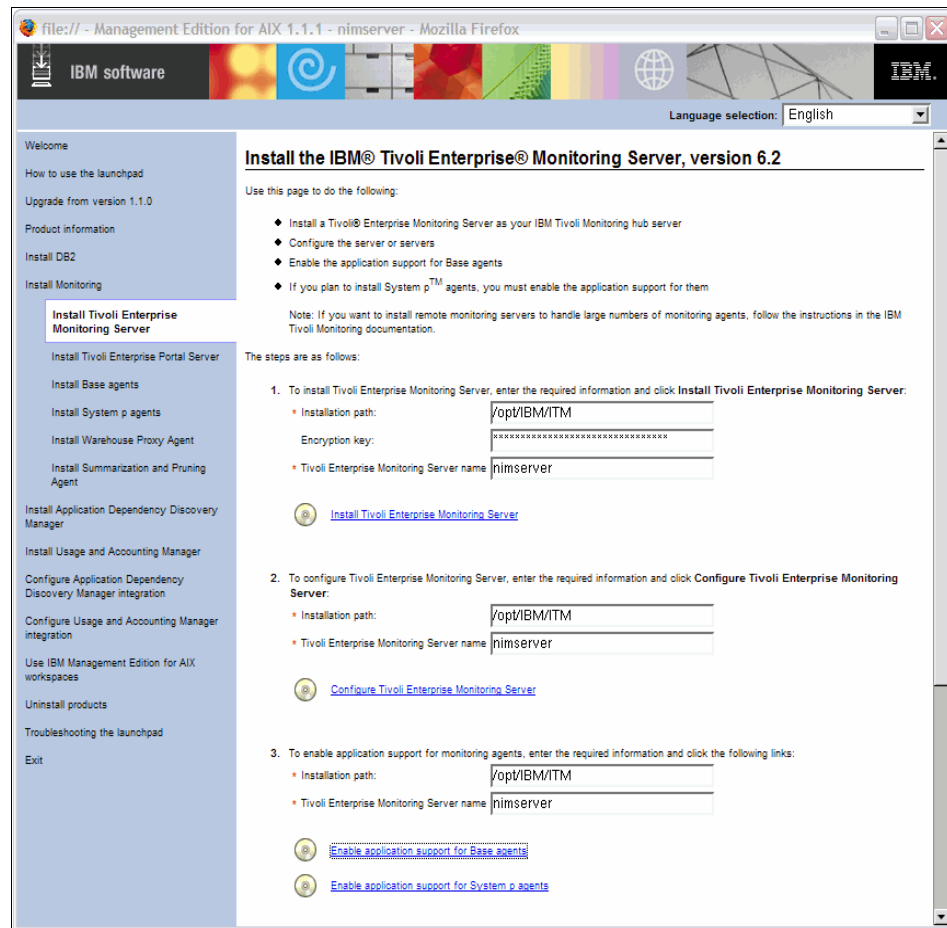 file:// - Management Edition for AIX 1.1.1 - nimserver - Mozilla Firefox
IBM software
IBM.
Language selection: English
Welcome
How to use the launchpad
Upgrade from version 1.1.0
Product information
Install DB2
Install Monitoring
Install Tivoli Enterprise
Monitoring Server
Install Tivoli Enterprise Portal Server
Install Base agents
Install System p agents
Install Warehouse Proxy Agent
Install Summarization and Pruning
Agent
Install Application Dependency Discovery
Manager
Install Usage and Accounting Manager
Configure Application Dependency
Discovery Manager integration
Configure Usage and Accounting Manager
integration
Use IBM Management Edition for AIX
workspaces
Uninstall products
Troubleshooting the launchpad
Exit
Install the IBM® Tivoli Enterprise® Monitoring Server, version 6.2
Use this page to do the following:
◆ Install a Tivoli® Enterprise Monitoring Server as your IBM Tivoli Monitoring hub server
◆ Configure the server or servers
◆ Enable the application support for Base agents
◆ If you plan to install System p™ agents, you must enable the application support for them
Note: If you want to install remote monitoring servers to handle large numbers of monitoring agents, follow the instructions in the IBM
Tivoli Monitoring documentation.
The steps are as follows:
1. To install Tivoli Enterprise Monitoring Server, enter the required information and click Install Tivoli Enterprise Monitoring Server:
* Installation path: /opt/IBM/ITM
Encryption key: ********************************
* Tivoli Enterprise Monitoring Server name nimserver
Install Tivoli Enterprise Monitoring Server
2. To configure Tivoli Enterprise Monitoring Server, enter the required information and click Configure Tivoli Enterprise Monitoring
Server:
* Installation path: /opt/IBM/ITM
* Tivoli Enterprise Monitoring Server name nimserver
Configure Tivoli Enterprise Monitoring Server
3. To enable application support for monitoring agents, enter the required information and click the following links:
* Installation path: /opt/IBM/ITM
* Tivoli Enterprise Monitoring Server name nimserver
Enable application support for Base agents
Enable application support for System p agents